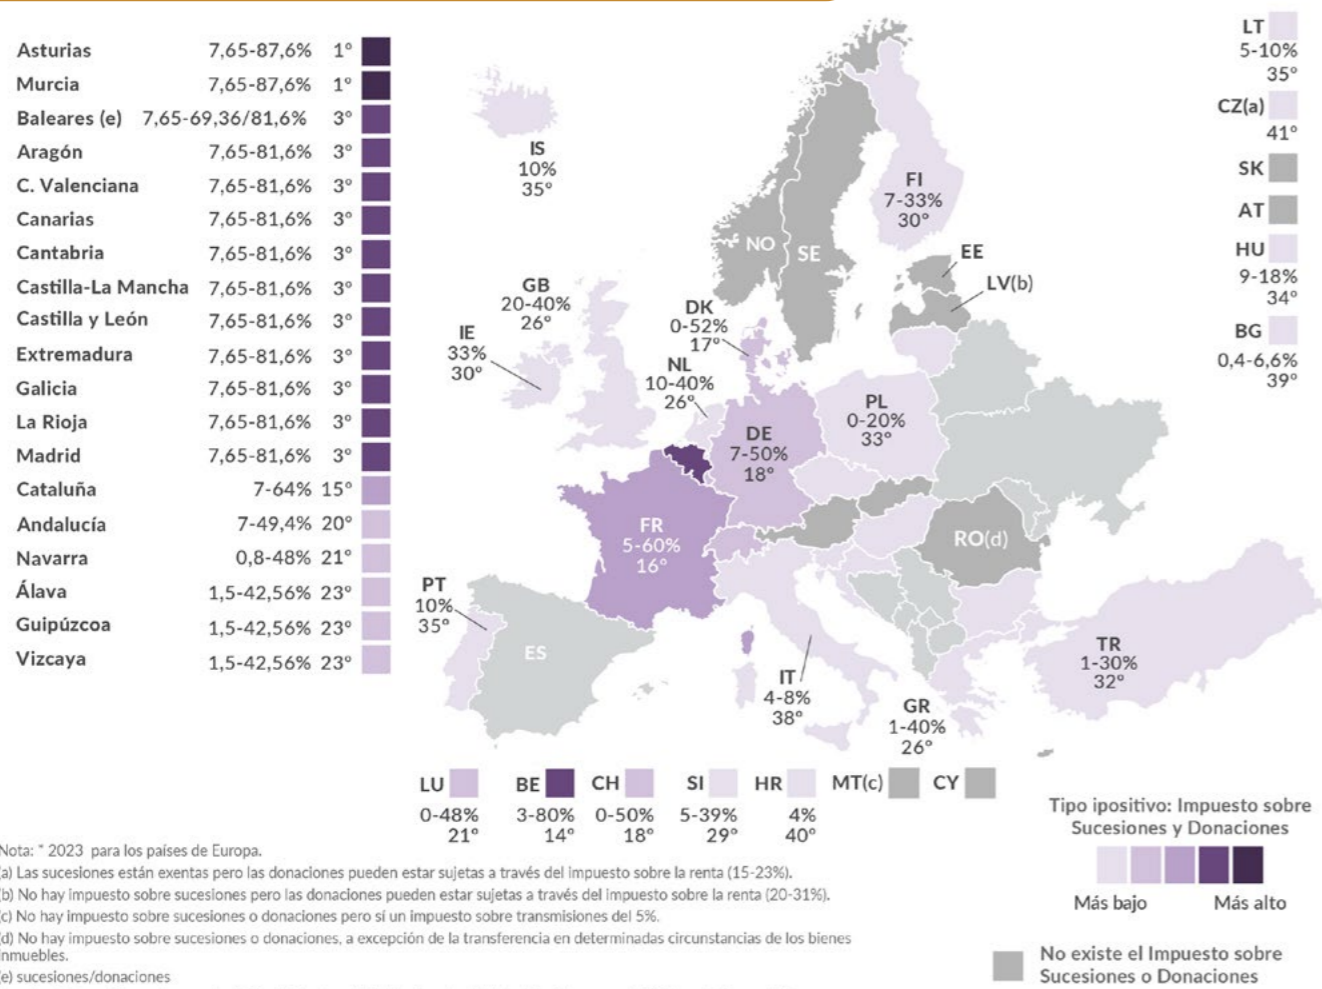 Asturias 7,65-87,6% 1º
Murcia 7,65-87,6% 1º
Baleares (e) 7,65-69,36/81,6% 3º
Aragón 7,65-81,6% 3º
C. Valenciana 7,65-81,6% 3º
Canarias 7,65-81,6% 3º
Cantabria 7,65-81,6% 3º
Castilla-La Mancha 7,65-81,6% 3º
Castilla y León 7,65-81,6% 3º
Extremadura 7,65-81,6% 3º
Galicia 7,65-81,6% 3º
La Rioja 7,65-81,6% 3º
Madrid 7,65-81,6% 3º
Cataluña 7-64% 15º
Andalucía 7-49,4% 20º
Navarra 0,8-48% 21º
Álava 1,5-42,56% 23º
Guipúzcoa 1,5-42,56% 23º
Vizcaya 1,5-42,56% 23º
IS
10%
35º
GB
20-40%
26º
IE
33%
30º
DK
0-52%
17º
NL
10-40%
26º
NO
SE
FI
7-33%
30º
EE
LV(b)
PL
0-20%
33º
DE
7-50%
18º
FR
5-60%
16º
RO(d)
PT
10%
35º
ES
IT
4-8%
38º
GR
1-40%
26º
TR
1-30%
32º
LT
5-10%
35º
CZ(a)
41º
SK
AT
HU
9-18%
34º
BG
0,4-6,6%
39º
LU
0-48%
21º
BE
3-80%
14º
CH
0-50%
18º
SI
5-39%
29º
HR
4%
40º
MT(c)
CY
Tipo ipositivo: Impuesto sobre
Sucesiones y Donaciones
Más bajo Más alto
No existe el Impuesto sobre
Sucesiones o Donaciones
Nota: * 2023 para los países de Europa.
(a) Las sucesiones están exentas pero las donaciones pueden estar sujetas a través del impuesto sobre la renta (15-23%).
(b) No hay impuesto sobre sucesiones pero las donaciones pueden estar sujetas a través del impuesto sobre la renta (20-31%).
(c) No hay impuesto sobre sucesiones o donaciones pero sí un impuesto sobre transmisiones del 5%.
(d) No hay impuesto sobre sucesiones o donaciones, a excepción de la transferencia en determinadas circunstancias de los bienes
inmuebles.
(e) sucesiones/donaciones